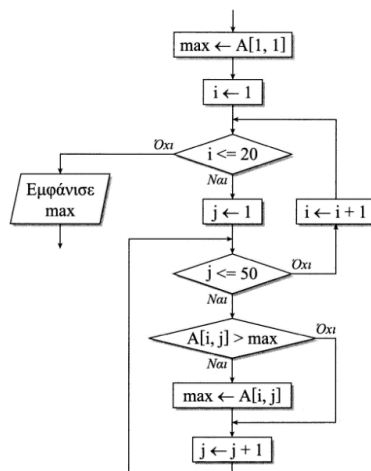 max ← A[1, 1]
i ← 1
Όχι
i <= 20
Ναι
Εμφάνισε
max
j ← 1
i ← i + 1
j <= 50
Όχι
Ναι
A[i, j] > max
Όχι
Ναι
max ← A[i, j]
j ← j + 1